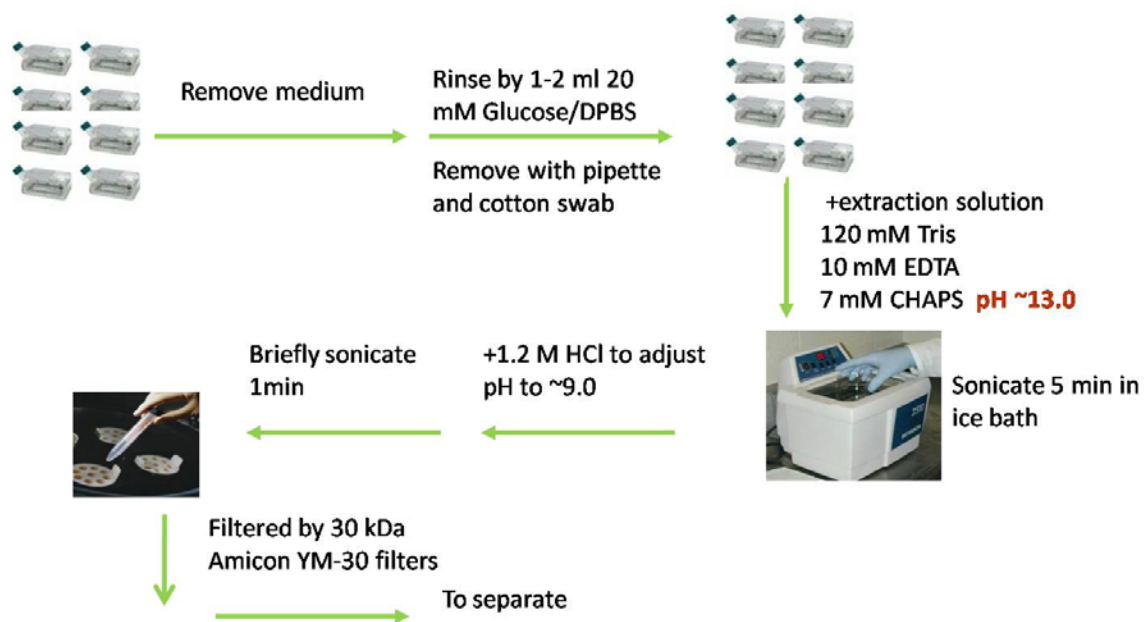 Remove medium
Rinse by 1-2 ml 20
mM Glucose/DPBS
Remove with pipette
and cotton swab
+extraction solution
120 mM Tris
10 mM EDTA
7 mM CHAPS pH ~13.0
Sonicate 5 min in
ice bath
+1.2 M HCl to adjust
pH to ~9.0
Briefly sonicate
1min
Filtered by 30 kDa
Amicon YM-30 filters
To separate